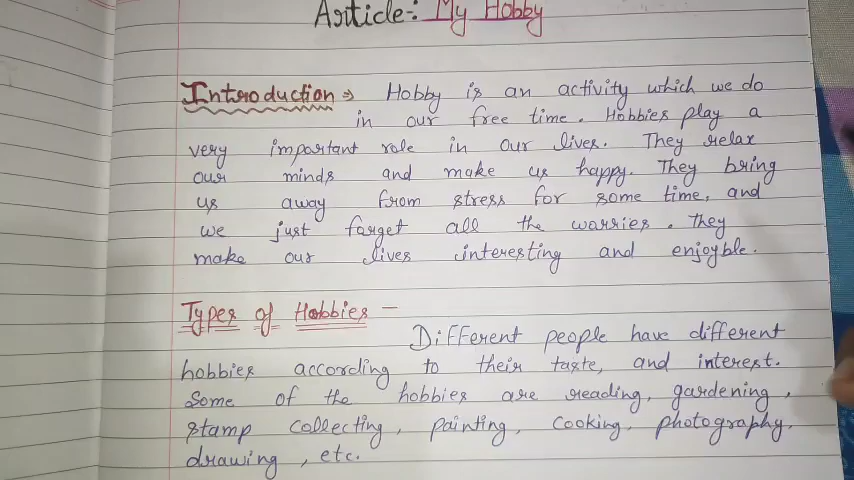 Article:- My Hobby
Introduction → Hobby is an activity which we do
in our free time. Hobbies play a
very important role in our lives. They relax
our minds and make us happy. They bring
us away from stress for some time, and
we just farget all the worries. They
make our lives interesting and enjoyble.
Types of Hobbies -
Different people have different
hobbies according to their taste, and interest.
Some of the hobbies are reading, gardening,
stamp collecting, painting, cooking, photography,
drawing, etc.